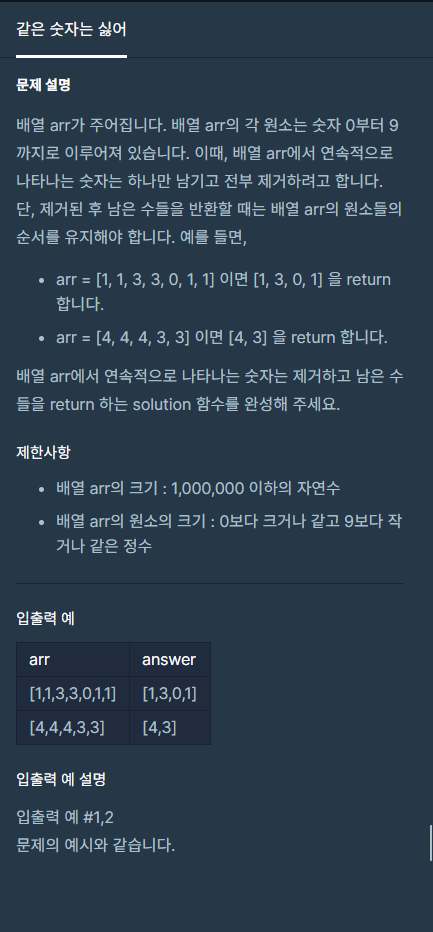 같은 숫자는 싫어
문제 설명
배열 arr가 주어집니다. 배열 arr의 각 원소는 숫자 0부터 9
까지로 이루어져 있습니다. 이때, 배열 arr에서 연속적으로
나타나는 숫자는 하나만 남기고 전부 제거하려고 합니다.
단, 제거된 후 남은 수들을 반환할 때는 배열 arr의 원소들의
순서를 유지해야 합니다. 예를 들면,
• arr = [1, 1, 3, 3, 0, 1, 1] 이면 [1, 3, 0, 1] 을 return
합니다.
• arr = [4, 4, 4, 3, 3] 이면 [4, 3] 을 return 합니다.
배열 arr에서 연속적으로 나타나는 숫자는 제거하고 남은 수
들을 return 하는 solution 함수를 완성해 주세요.
제한사항
• 배열 arr의 크기 : 1,000,000 이하의 자연수
• 배열 arr의 원소의 크기 : 0보다 크거나 같고 9보다 작
거나 같은 정수
입출력 예
arr answer
[1,1,3,3,0,1,1] [1,3,0,1]
[4,4,4,3,3] [4,3]
입출력 예 설명
입출력 예 #1,2
문제의 예시와 같습니다.